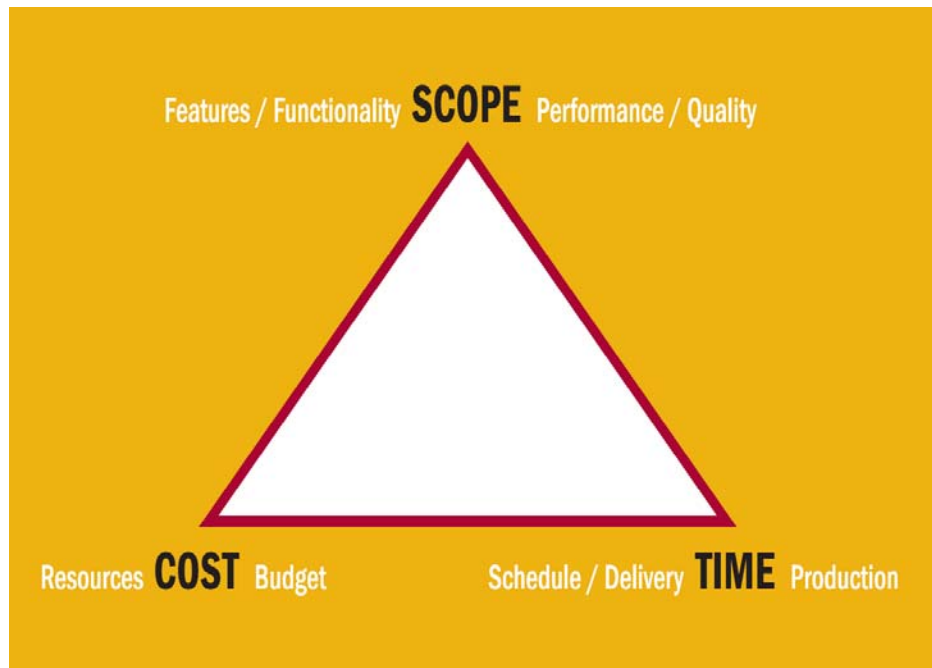 Features / Functionality SCOPE Performance / Quality
Resources COST Budget
Schedule / Delivery TIME Production